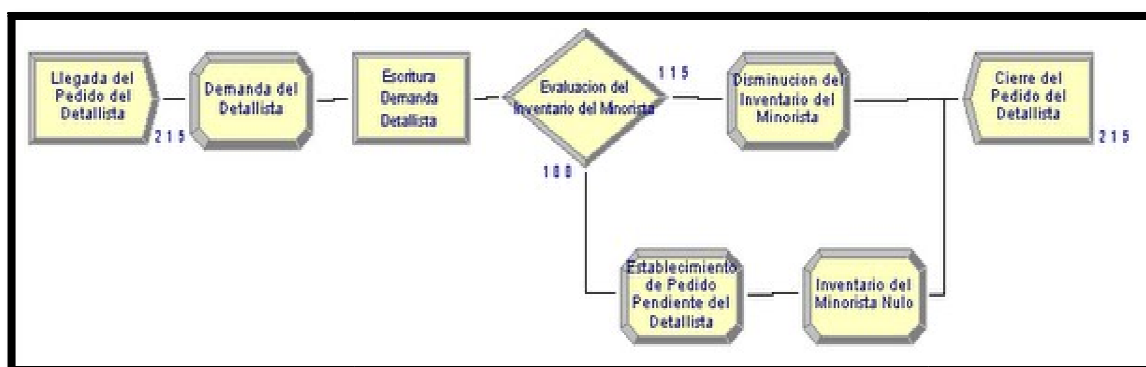 Llegada del
Pedido del
Detallista
215
Demanda del
Detallista
Escritura
Demanda
Detallista
Evaluacion del
Inventario del Minorista
115
100
Disminucion del
Inventario del
Minorista
Cierre del
Pedido del
Detallista
215
Establecimiento
de Pedido
Pendiente del
Detallista
Inventario del
Minorista Nulo